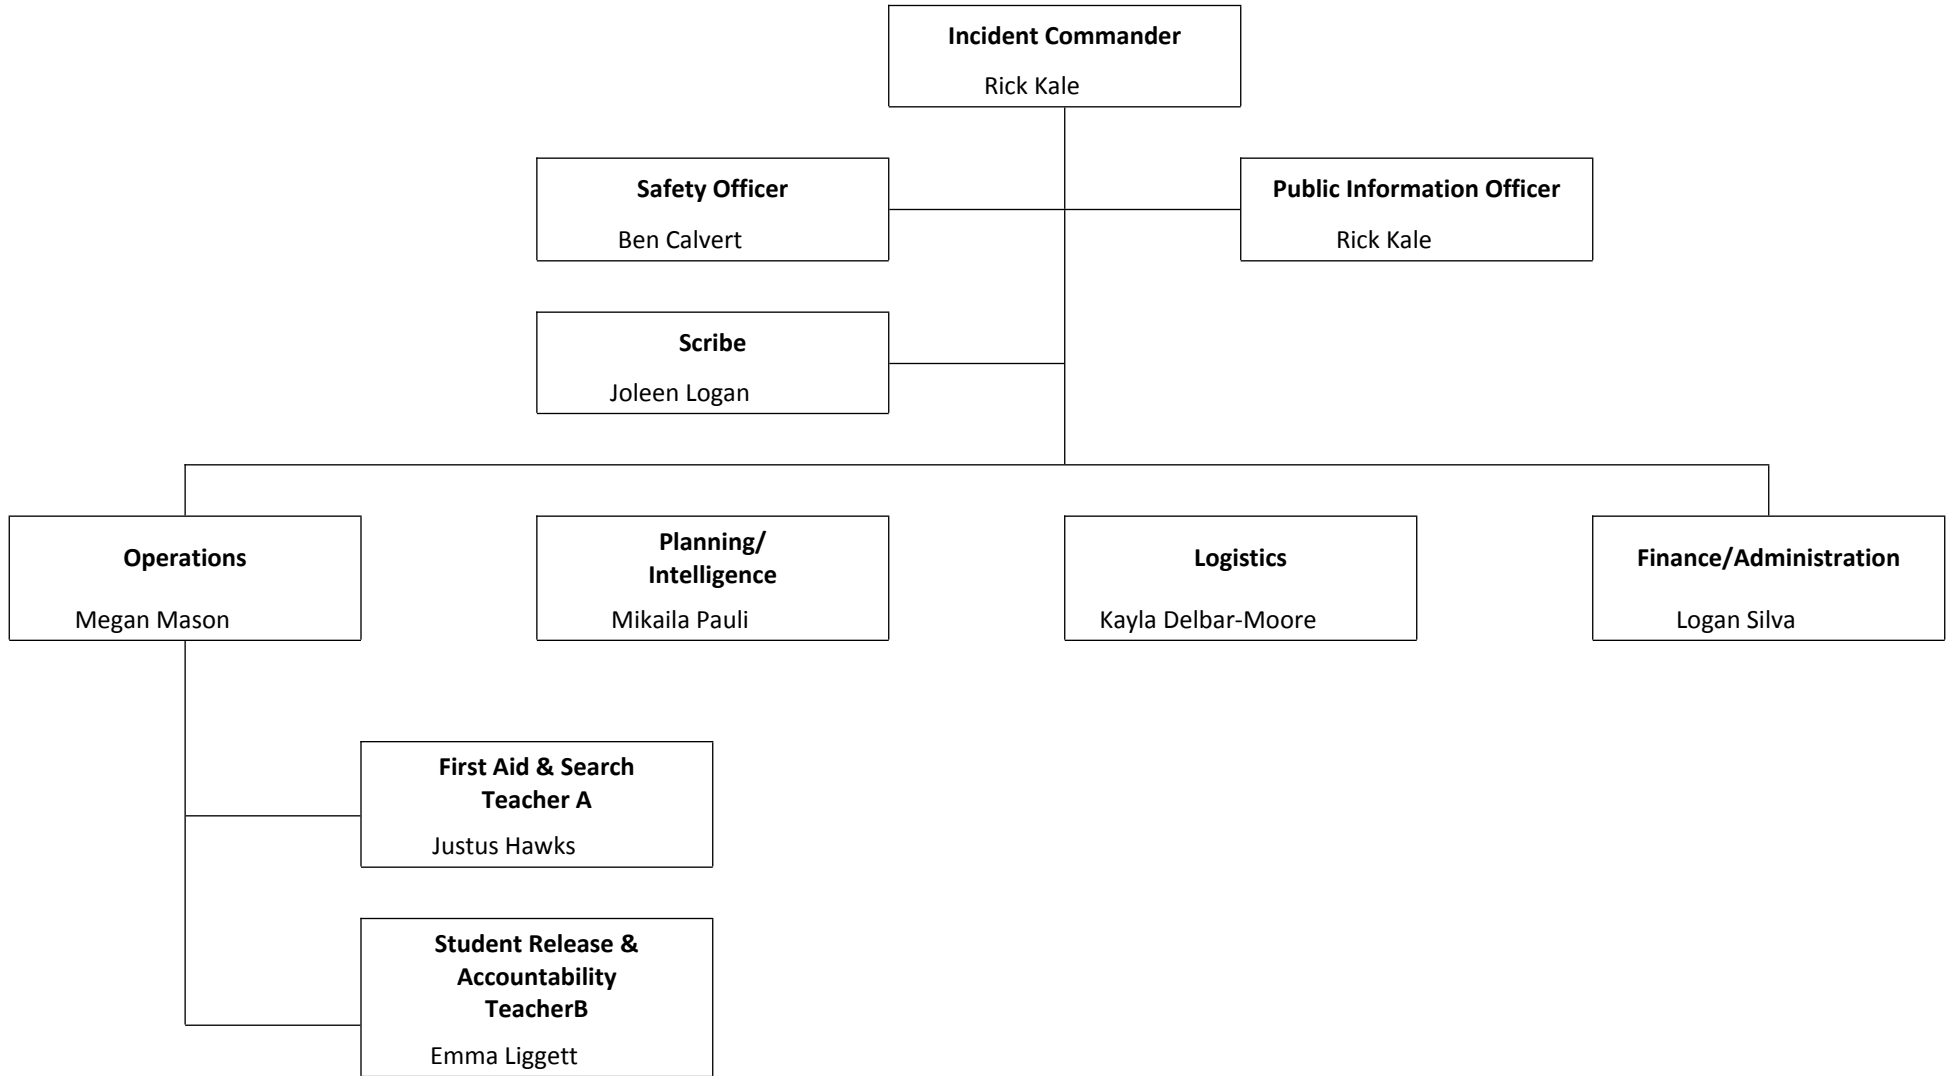 Incident Commander
Rick Kale
Safety Officer
Ben Calvert
Public Information Officer
Rick Kale
Scribe
Joleen Logan
Operations
Megan Mason
Planning/
Intelligence
Mikaila Pauli
Logistics
Kayla Delbar-Moore
Finance/Administration
Logan Silva
First Aid & Search
Teacher A
Justus Hawks
Student Release &
Accountability
TeacherB
Emma Liggett